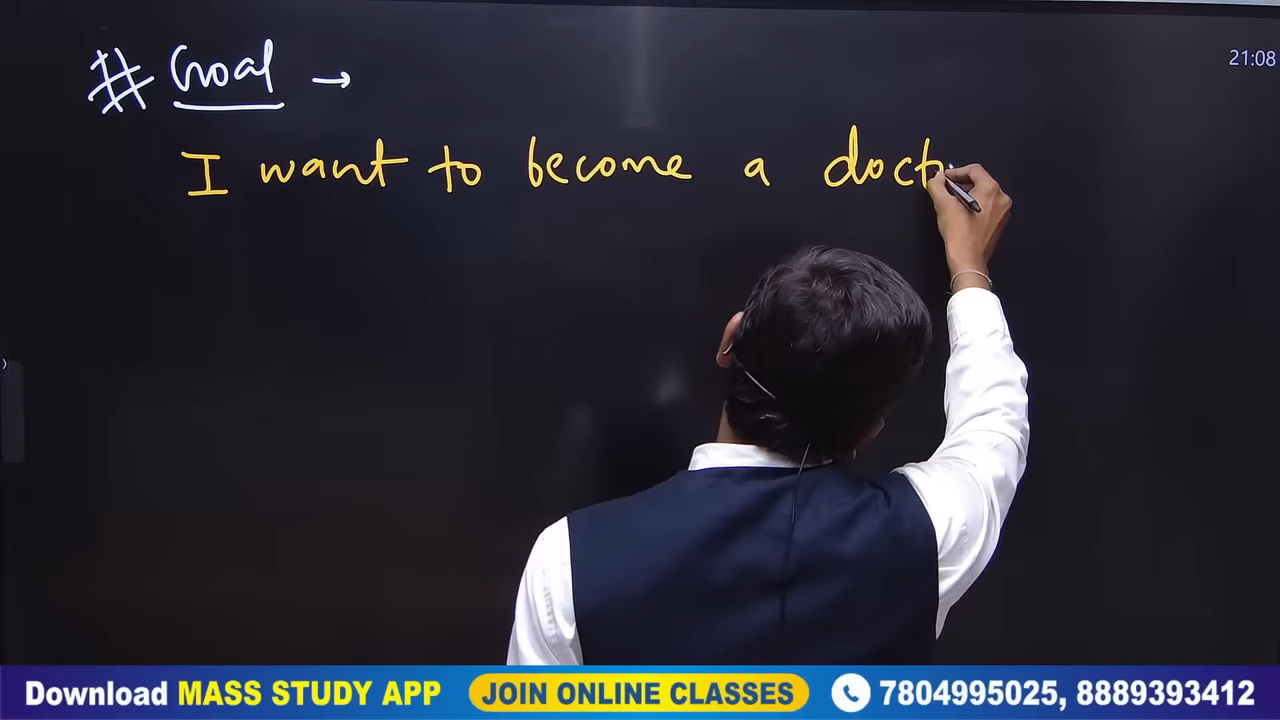 # Goal →
21:08
I want to become a doct
Download MASS STUDY APP JOIN ONLINE CLASSES 7804995025, 8889393412